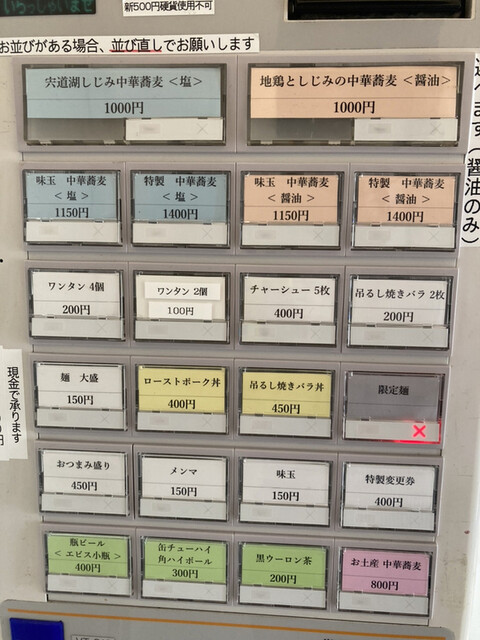 いらっしゃいませ
新500円硬貨使用不可
お並びがある場合、並び直しでお願いします
宍道湖しじみ中華蕎麦＜塩＞
1000円
地鶏としじみの中華蕎麦＜醤油＞
1000円
味玉 中華蕎麦
＜塩＞
1150円
特製 中華蕎麦
＜塩＞
1400円
味玉 中華蕎麦
＜醤油＞
1150円
特製 中華蕎麦
＜醤油＞
1400円
べます（醤油のみ）
ワンタン 4個
200円
ワンタン 2個
100円
チャーシュー 5枚
400円
吊るし焼きバラ 2枚
200円
麺 大盛
150円
ローストポーク丼
400円
吊るし焼きバラ丼
450円
限定麺
現金で承ります
おつまみ盛り
450円
メンマ
150円
味玉
150円
特製変更券
400円
瓶ビール
＜エビス小瓶＞
400円
缶チューハイ
角ハイボール
300円
黒ウーロン茶
200円
お土産 中華蕎麦
800円